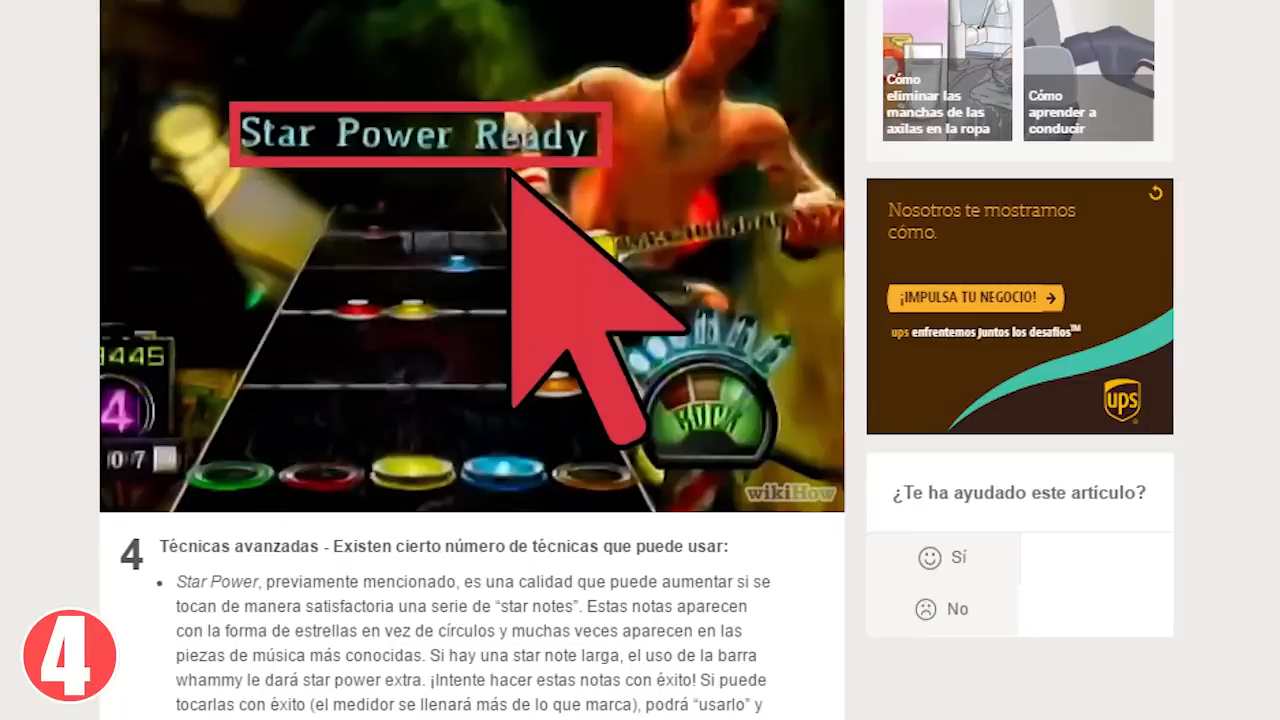 Star Power Ready
3445
4
107
wikiHow
4 Técnicas avanzadas - Existen cierto número de técnicas que puede usar:
• Star Power, previamente mencionado, es una calidad que puede aumentar si se
tocan de manera satisfactoria una serie de “star notes”. Estas notas aparecen
con la forma de estrellas en vez de círculos y muchas veces aparecen en las
piezas de música más conocidas. Si hay una star note larga, el uso de la barra
whammy le dará star power extra. ¡Intente hacer estas notas con éxito! Si puede
tocarlas con éxito (el medidor se llenará más de lo que marca), podrá “usarlo” y
4
Cómo
eliminar las
manchas de las
axilas en la ropa
Cómo
aprender a
conducir
Nosotros te mostramos
cómo.
¡IMPULSA TU NEGOCIO!
ups enfrentemos juntos los desafíos™
ups
¿Te ha ayudado este artículo?
Sí
No